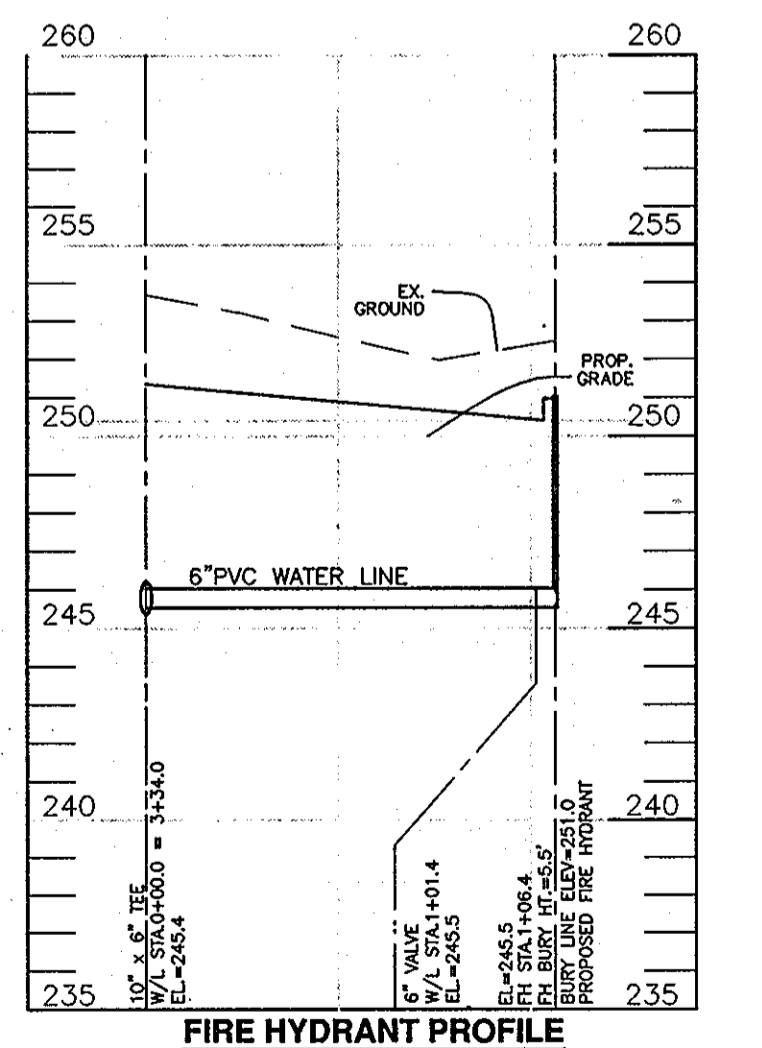 260
260
255
255
EX.
GROUND
PROP.
GRADE
250
250
6"PVC WATER LINE
245
245
240
240
10" x 6" TEE
W/L STA.0+00.0 = 3+34.0
EL=245.4
6" VALVE
W/L STA.1+01.4
EL.=245.5
EL=245.5
FH STA.1+06.4
FH BURY HT.=5.5'
BURY LINE ELEV=251.0
PROPOSED FIRE HYDRANT
235
235
FIRE HYDRANT PROFILE